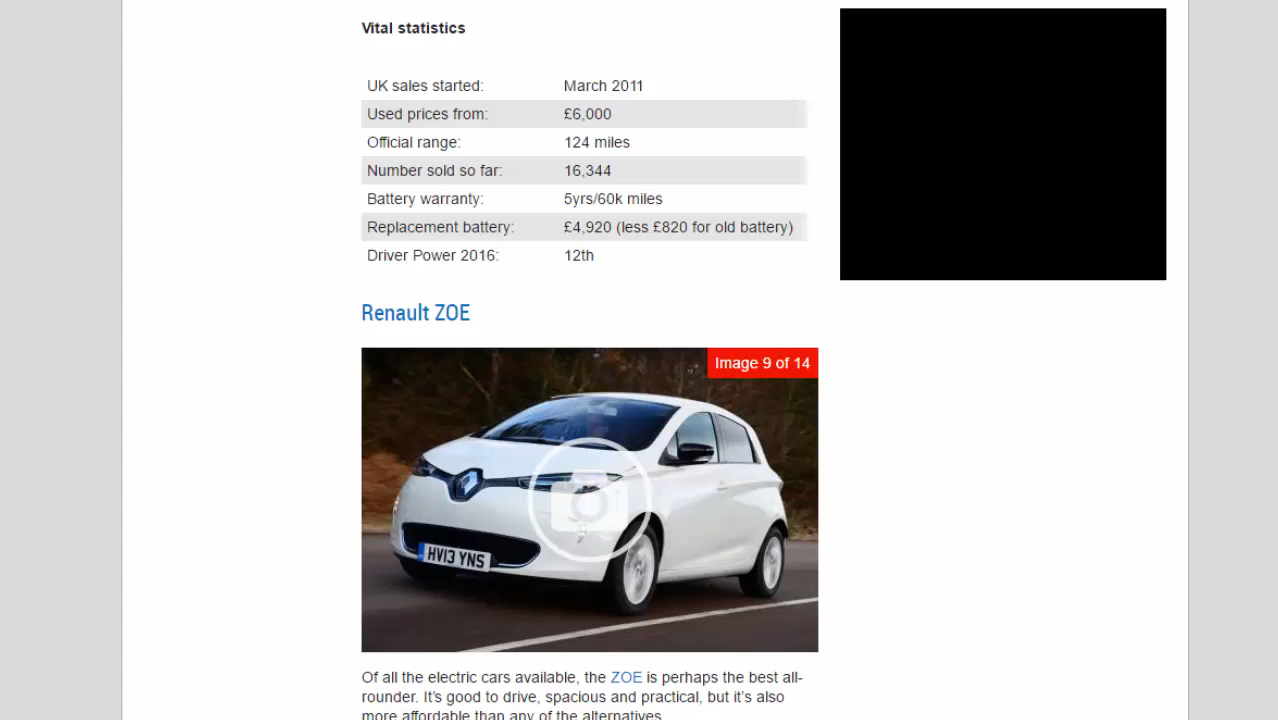 Vital statistics
UK sales started: March 2011
Used prices from: £6,000
Official range: 124 miles
Number sold so far: 16,344
Battery warranty: 5yrs/60k miles
Replacement battery: £4,920 (less £820 for old battery)
Driver Power 2016: 12th
Renault ZOE
Image 9 of 14
HV13 YNS
Of all the electric cars available, the ZOE is perhaps the best all-
rounder. It's good to drive, spacious and practical, but it's also
more affordable than any of the alternatives.